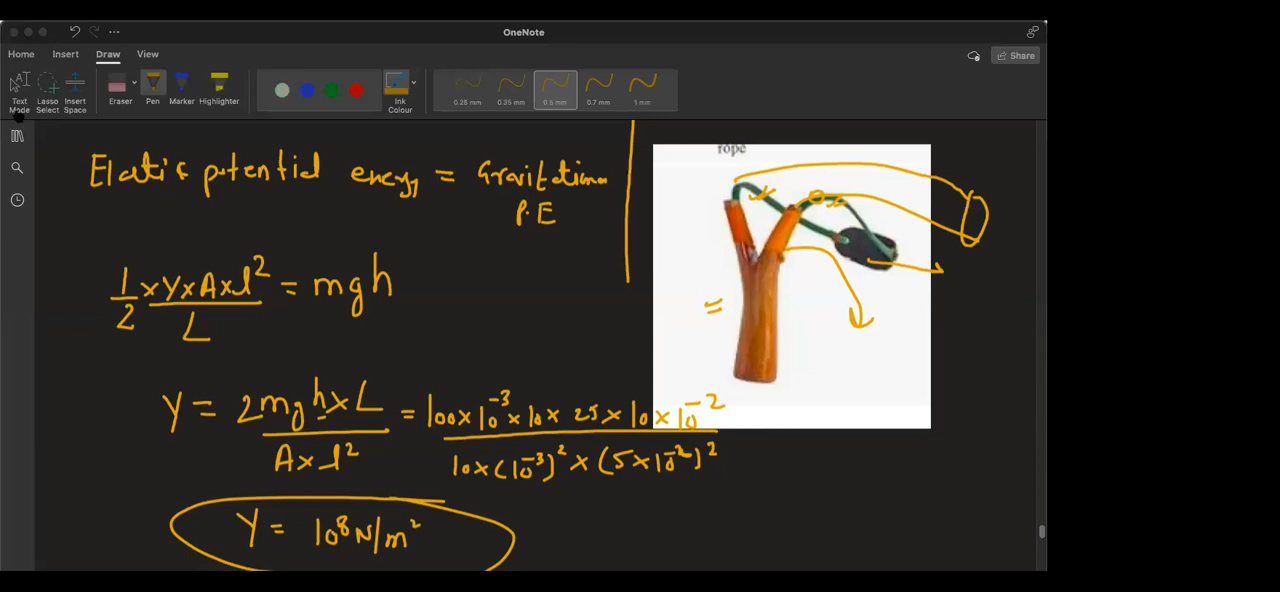 OneNote
Home Insert Draw View
Share
Text Mode Lasso Select Insert Space Eraser Pen Marker Highlighter Ink Colour 0.25 mm 0.35 mm 0.5 mm 0.7 mm 1 mm
rope
Elastic potential energy = Gravitational
P.E
1/2 × Y×A×l²/L = mgh
Y = 2mgh×L/A×l² = 100×10⁻³×10×25×10×10⁻²/10×(10⁻³)²×(5×10⁻²)²
Y = 10⁸N/m²
=